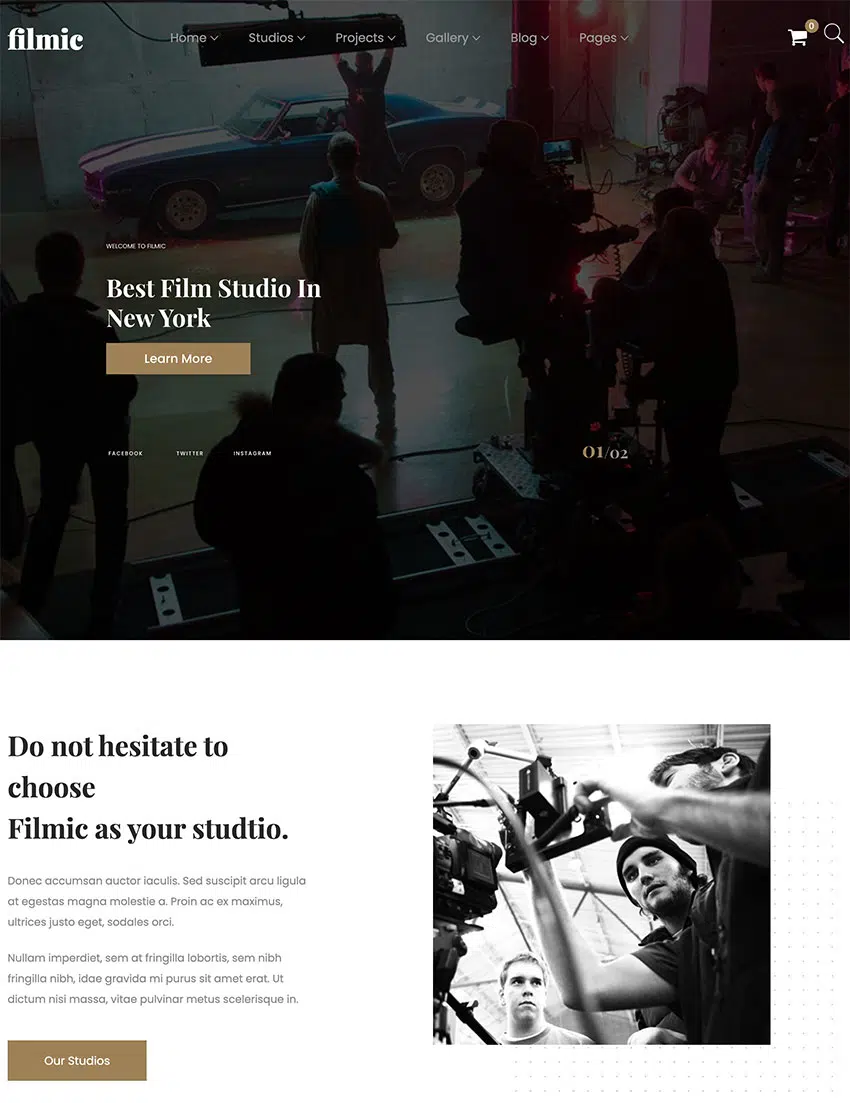 filmic
Home Studios Projects Gallery Blog Pages
0
WELCOME TO FILMIC
Best Film Studio In
New York
Learn More
FACEBOOK TWITTER INSTAGRAM
01/02
Do not hesitate to
choose
Filmic as your studtio.
Donec accumsan auctor iaculis. Sed suscipit arcu ligula
at egestas magna molestie a. Proin ac ex maximus,
ultrices justo eget, sodales orci.
Nullam imperdiet, sem at fringilla lobortis, sem nibh
fringilla nibh, idae gravida mi purus sit amet erat. Ut
dictum nisi massa, vitae pulvinar metus scelerisque in.
Our Studios